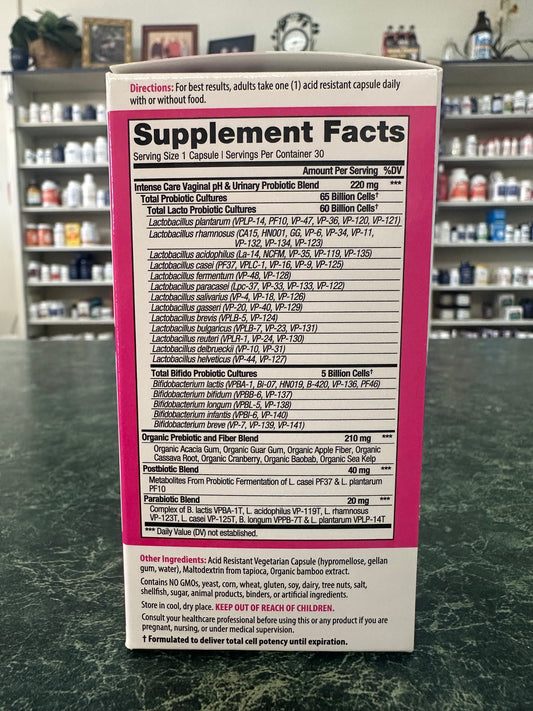 Directions: For best results, adults take one (1) acid resistant capsule daily
with or without food.
Supplement Facts
Serving Size 1 Capsule | Servings Per Container 30
Amount Per Serving %DV
Intense Care Vaginal pH & Urinary Probiotic Blend 220 mg ***
Total Probiotic Cultures 65 Billion Cells†
Total Lacto Probiotic Cultures 60 Billion Cells†
Lactobacillus plantarum (VPLP-14, PF10, VP-47, VP-36, VP-120, VP-121)
Lactobacillus rhamnosus (CA15, HN001, GG, VP-6, VP-34, VP-11,
VP-132, VP-134, VP-123)
Lactobacillus acidophilus (La-14, NCFM, VP-35, VP-119, VP-135)
Lactobacillus casei (PF37, VPLC-1, VP-16, VP-9, VP-125)
Lactobacillus fermentum (VP-48, VP-128)
Lactobacillus paracasei (Lpc-37, VP-33, VP-133, VP-122)
Lactobacillus salivarius (VP-4, VP-18, VP-126)
Lactobacillus gasseri (VP-20, VP-40, VP-129)
Lactobacillus brevis (VPLB-5, VP-124)
Lactobacillus bulgaricus (VPLB-7, VP-23, VP-131)
Lactobacillus reuteri (VPLR-1, VP-24, VP-130)
Lactobacillus delbrueckii (VP-10, VP-31)
Lactobacillus helveticus (VP-44, VP-127)
Total Bifido Probiotic Cultures 5 Billion Cells†
Bifidobacterium lactis (VPBA-1, Bi-07, HN019, B-420, VP-136, PF46)
Bifidobacterium bifidum (VPBB-6, VP-137)
Bifidobacterium longum (VPBL-5, VP-138)
Bifidobacterium infantis (VPBI-6, VP-140)
Bifidobacterium breve (VP-7, VP-139, VP-141)
Organic Prebiotic and Fiber Blend 210 mg ***
Organic Acacia Gum, Organic Guar Gum, Organic Apple Fiber, Organic
Cassava Root, Organic Cranberry, Organic Baobab, Organic Sea Kelp
Postbiotic Blend 40 mg ***
Metabolites From Probiotic Fermentation of L. casei PF37 & L. plantarum
PF10
Parabiotic Blend 20 mg ***
Complex of B. lactis VPBA-1T, L. acidophilus VP-119T, L. rhamnosus
VP-123T, L. casei VP-125T, B. longum VPPB-7T & L. plantarum VPLP-14T
*** Daily Value (DV) not established.
Other Ingredients: Acid Resistant Vegetarian Capsule (hypromellose, gellan
gum, water), Maltodextrin from tapioca, Organic bamboo extract.
Contains NO GMOs, yeast, corn, wheat, gluten, soy, dairy, tree nuts, salt,
shellfish, sugar, animal products, binders, or artificial ingredients.
Store in cool, dry place. KEEP OUT OF REACH OF CHILDREN.
Consult your healthcare professional before using this or any product if you are
pregnant, nursing, or under medical supervision.
† Formulated to deliver total cell potency until expiration.